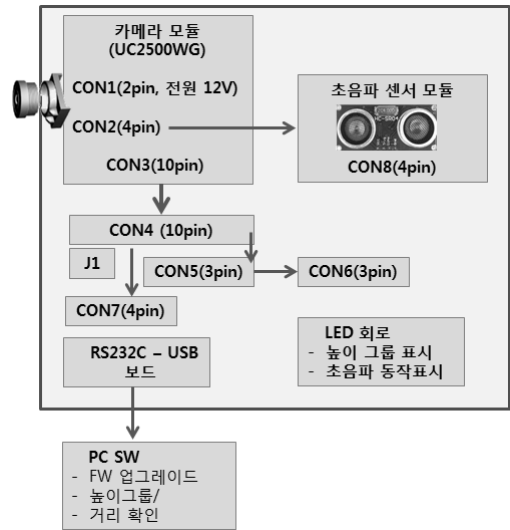 카메라 모듈
(UC2500WG)
CON1(2pin, 전원 12V)
CON2(4pin)
CON3(10pin)
초음파 센서 모듈
HC-SR04
CON8(4pin)
CON4 (10pin)
J1
CON5(3pin)
CON6(3pin)
CON7(4pin)
RS232C – USB
보드
LED 회로
- 높이 그룹 표시
- 초음파 동작표시
PC SW
- FW 업그레이드
- 높이그룹/
- 거리 확인